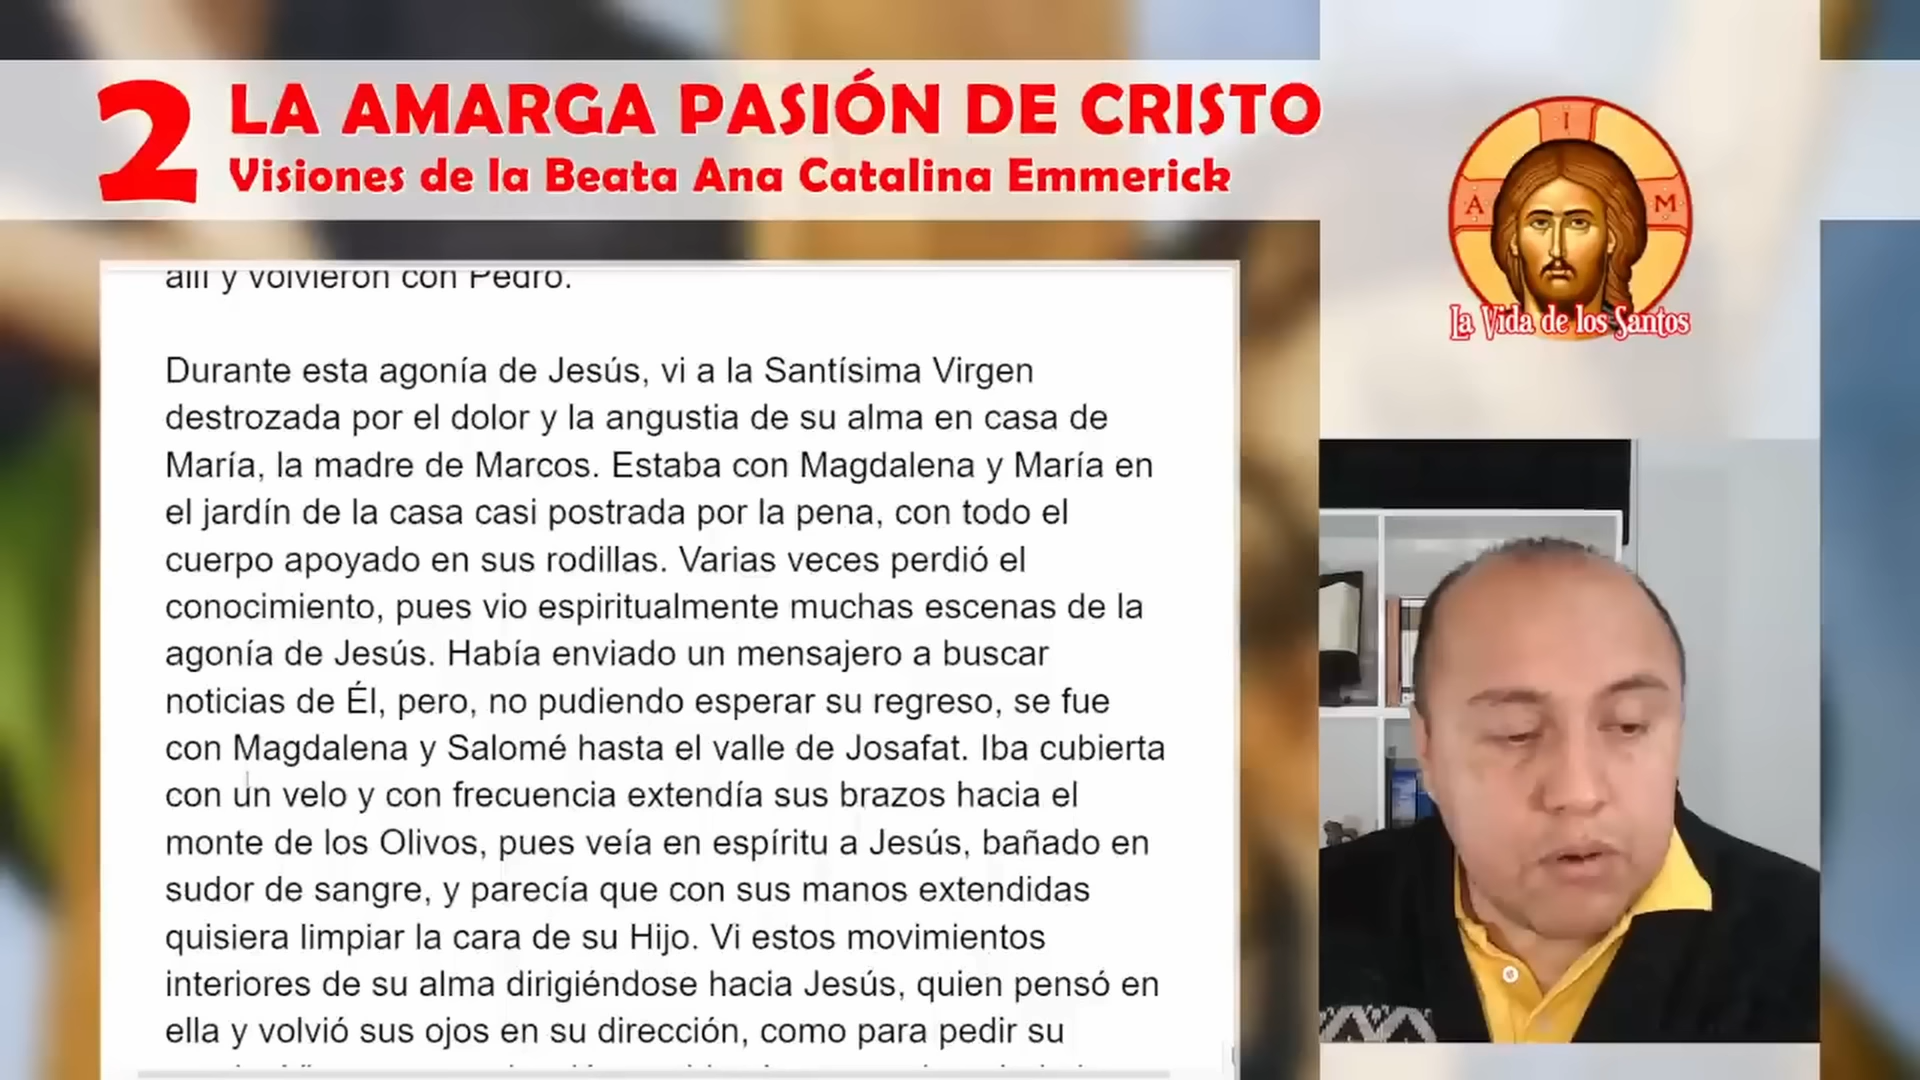 2
LA AMARGA PASIÓN DE CRISTO
Visiones de la Beata Ana Catalina Emmerick
I
A
M
La Vida de los Santos
allí y volvieron con Pedro.
Durante esta agonía de Jesús, vi a la Santísima Virgen
destrozada por el dolor y la angustia de su alma en casa de
María, la madre de Marcos. Estaba con Magdalena y María en
el jardín de la casa casi postrada por la pena, con todo el
cuerpo apoyado en sus rodillas. Varias veces perdió el
conocimiento, pues vio espiritualmente muchas escenas de la
agonía de Jesús. Había enviado un mensajero a buscar
noticias de Él, pero, no pudiendo esperar su regreso, se fue
con Magdalena y Salomé hasta el valle de Josafat. Iba cubierta
con un velo y con frecuencia extendía sus brazos hacia el
monte de los Olivos, pues veía en espíritu a Jesús, bañado en
sudor de sangre, y parecía que con sus manos extendidas
quisiera limpiar la cara de su Hijo. Vi estos movimientos
interiores de su alma dirigiéndose hacia Jesús, quien pensó en
ella y volvió sus ojos en su dirección, como para pedir su